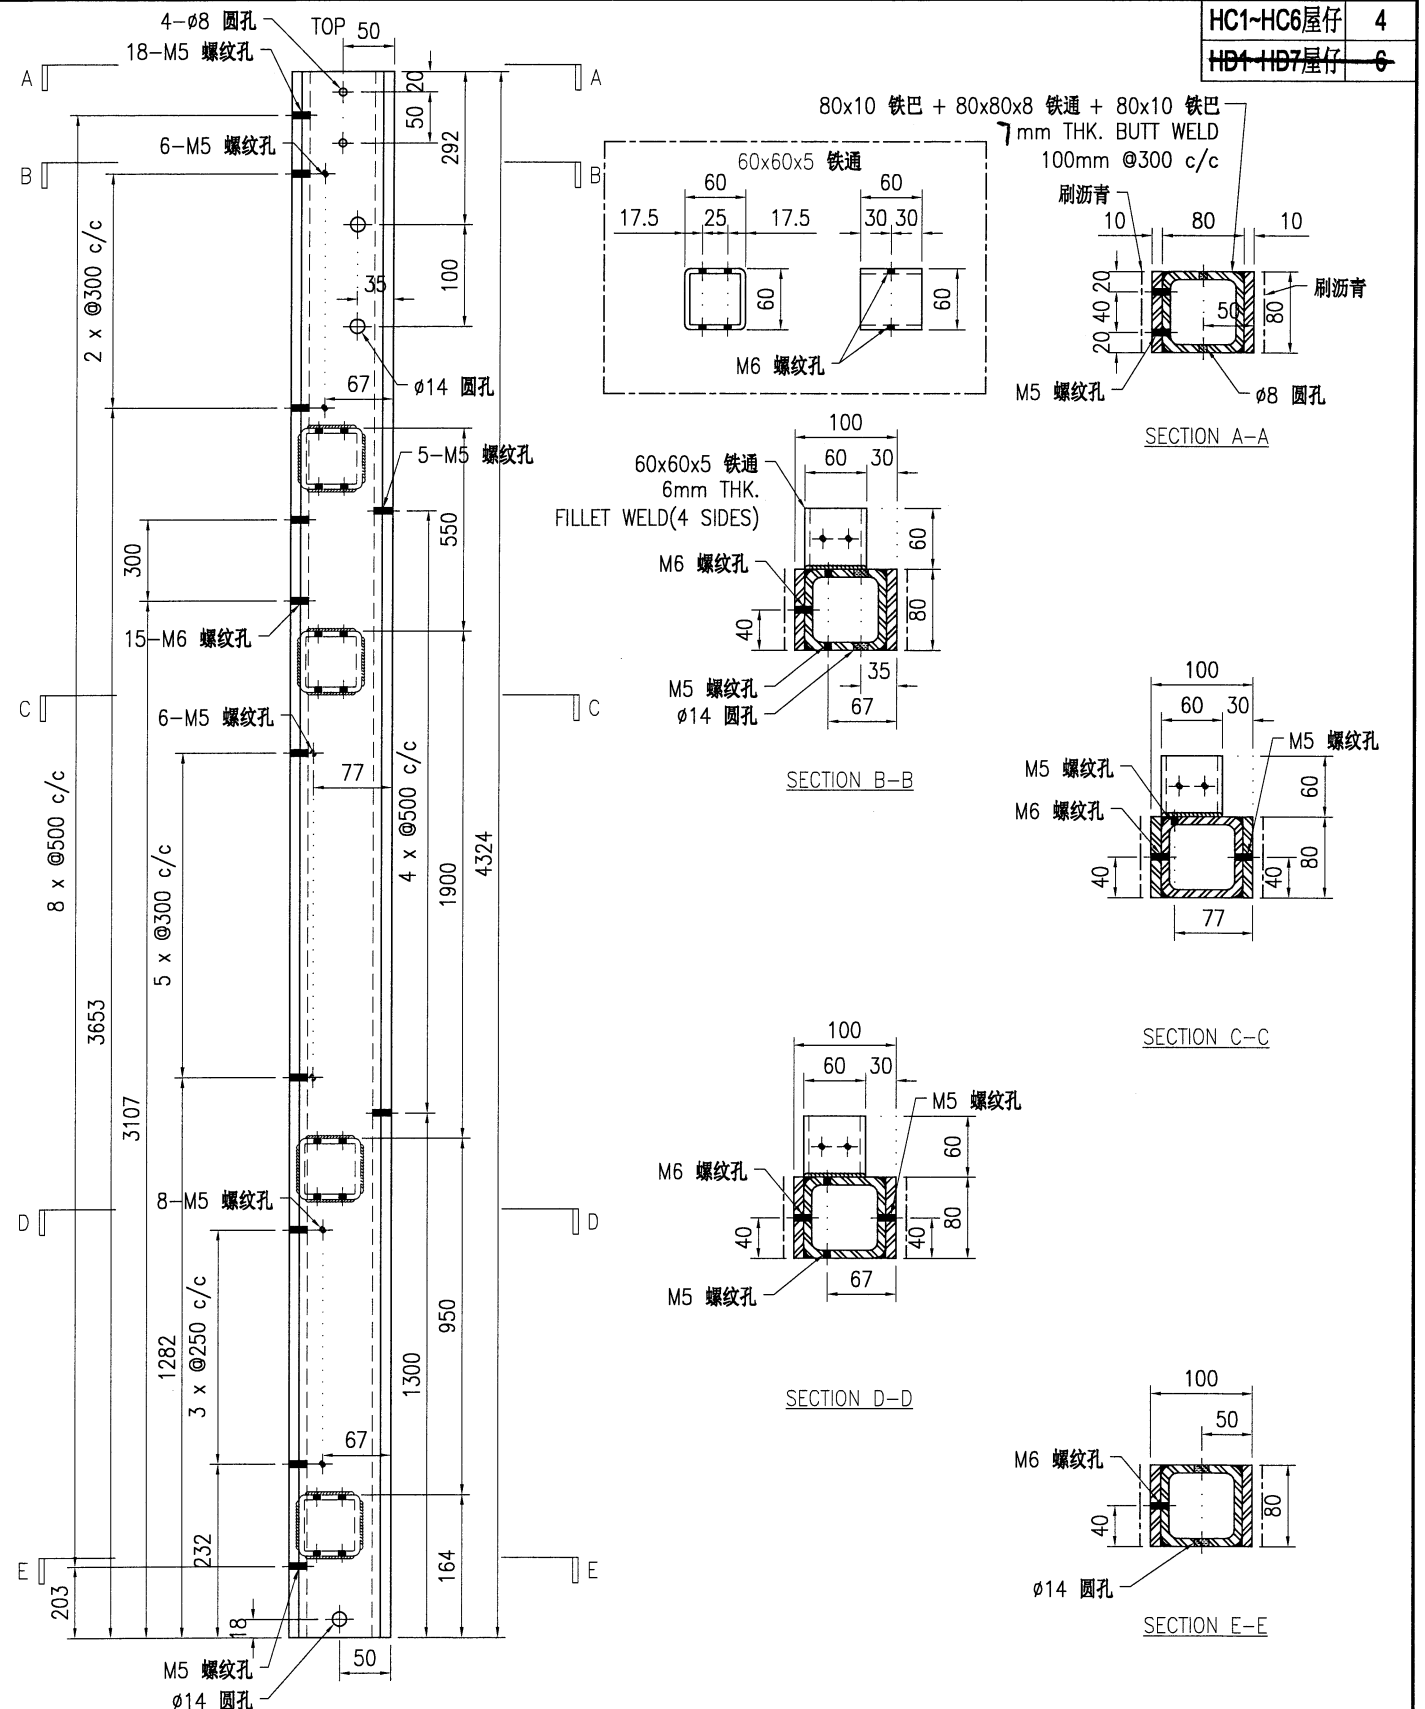 HC1~HC6屋仔 4
HD1~HD7屋仔 6
4-ø8 圆孔
TOP
50
18-M5 螺纹孔
A
A
20
50
292
6-M5 螺纹孔
B
B
2 x @300 c/c
100
35
67
ø14 圆孔
5-M5 螺纹孔
550
300
15-M6 螺纹孔
C
C
6-M5 螺纹孔
77
8 x @500 c/c
5 x @300 c/c
4 x @500 c/c
1900
4324
3653
3107
8-M5 螺纹孔
D
D
1282
3 x @250 c/c
950
1300
67
232
164
E
E
203
18
50
M5 螺纹孔
ø14 圆孔
80x10 铁巴 + 80x80x8 铁通 + 80x10 铁巴
7mm THK. BUTT WELD
100mm @300 c/c
60x60x5 铁通
60
60
17.5
25
17.5
30
30
60
60
M6 螺纹孔
刷沥青
10
80
10
20
40
20
50
80
刷沥青
M5 螺纹孔
ø8 圆孔
SECTION A-A
100
60
30
60x60x5 铁通
6mm THK.
FILLET WELD(4 SIDES)
60
M6 螺纹孔
80
40
35
M5 螺纹孔
67
ø14 圆孔
SECTION B-B
100
60
30
M5 螺纹孔
M5 螺纹孔
60
M6 螺纹孔
80
40
40
77
SECTION C-C
100
60
30
M5 螺纹孔
60
M6 螺纹孔
80
40
40
67
M5 螺纹孔
SECTION D-D
100
50
M6 螺纹孔
80
40
ø14 圆孔
SECTION E-E